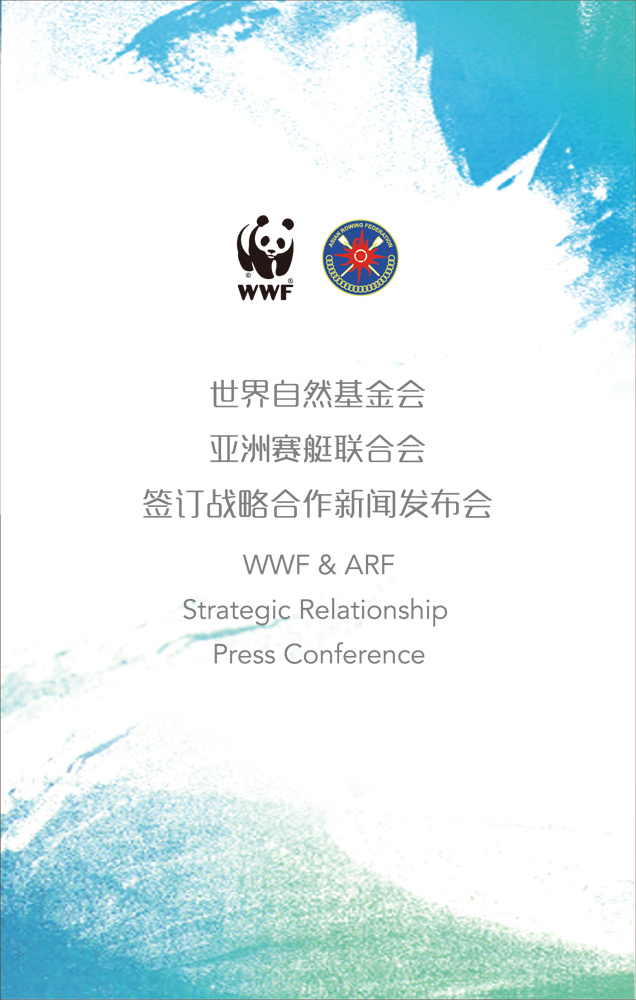 ASIAN ROWING FEDERATION
© ®
WWF
世界自然基金会
亚洲赛艇联合会
签订战略合作新闻发布会
WWF & ARF
Strategic Relationship
Press Conference